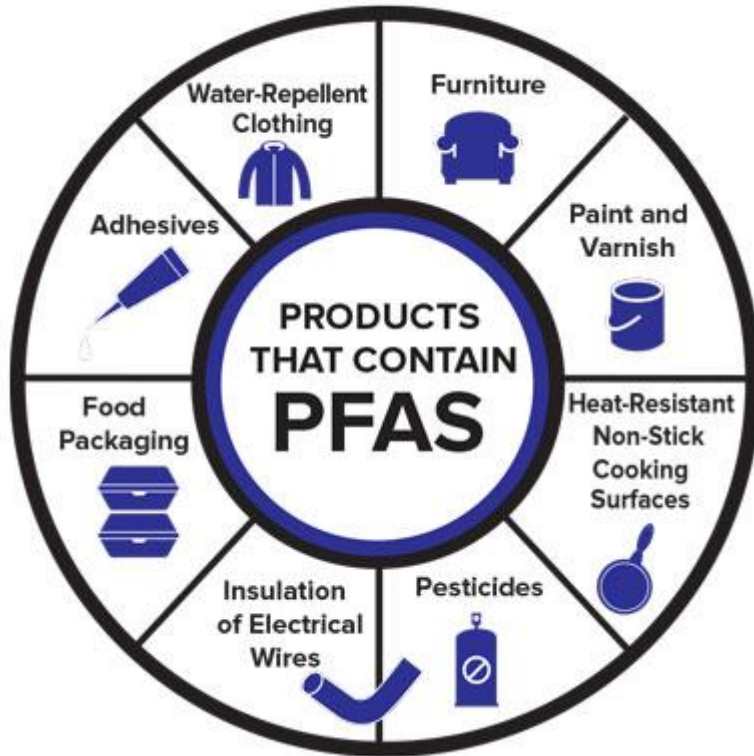 PRODUCTS
THAT CONTAIN
PFAS
Furniture
Paint and
Varnish
Heat-Resistant
Non-Stick
Cooking
Surfaces
Pesticides
Insulation
of Electrical
Wires
Food
Packaging
Adhesives
Water-Repellent
Clothing